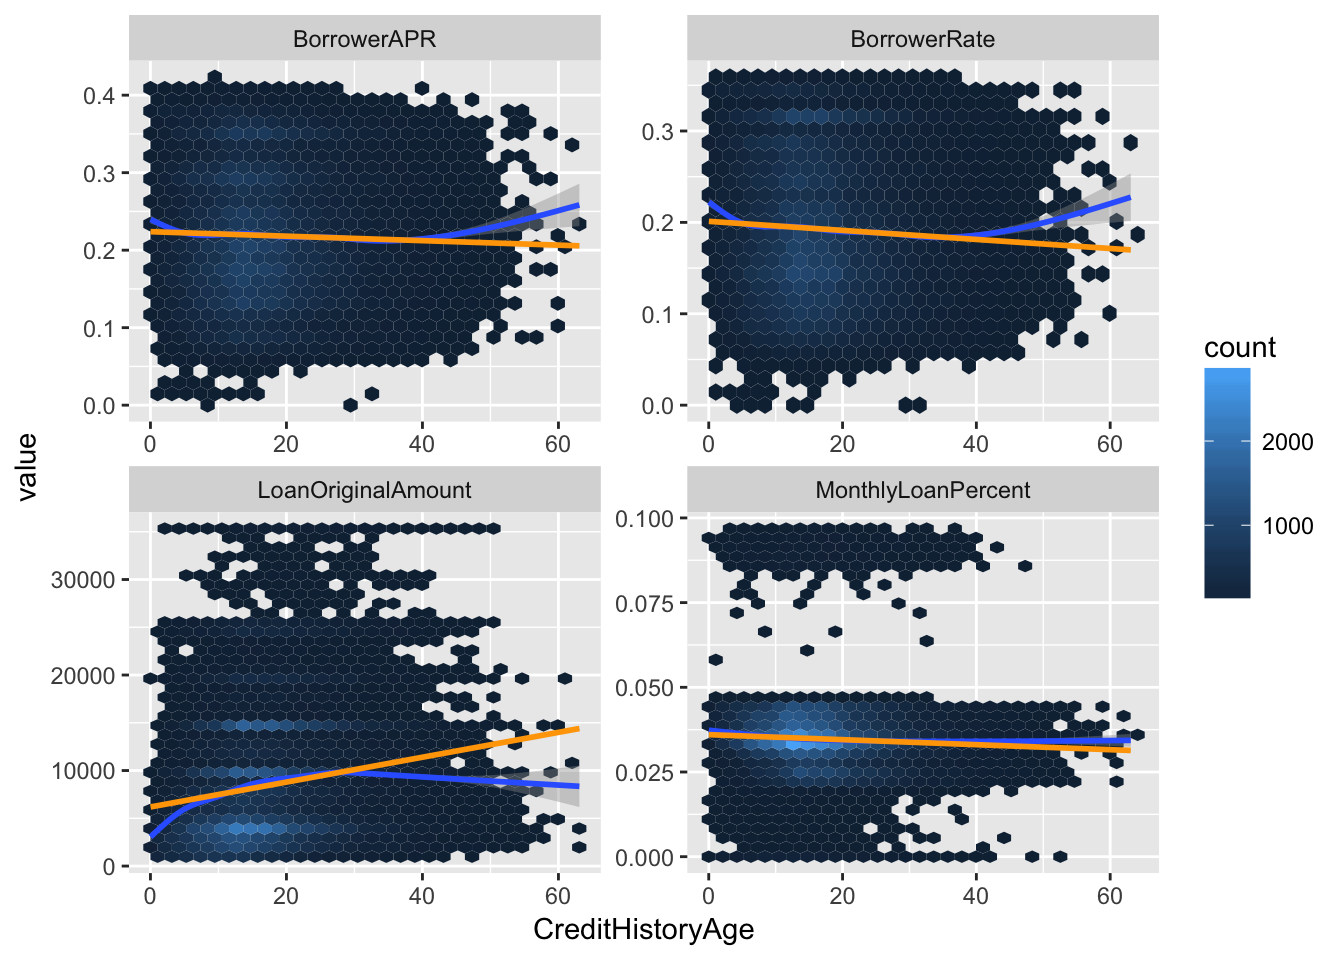 BorrowerAPR
BorrowerRate
0.4
0.3
0.2
0.1
0.0
0 20 40 60
0.3
0.2
0.1
0.0
0 20 40 60
LoanOriginalAmount
MonthlyLoanPercent
30000
20000
10000
0
0 20 40 60
0.100
0.075
0.050
0.025
0.000
0 20 40 60
value
CreditHistoryAge
count
2000
1000